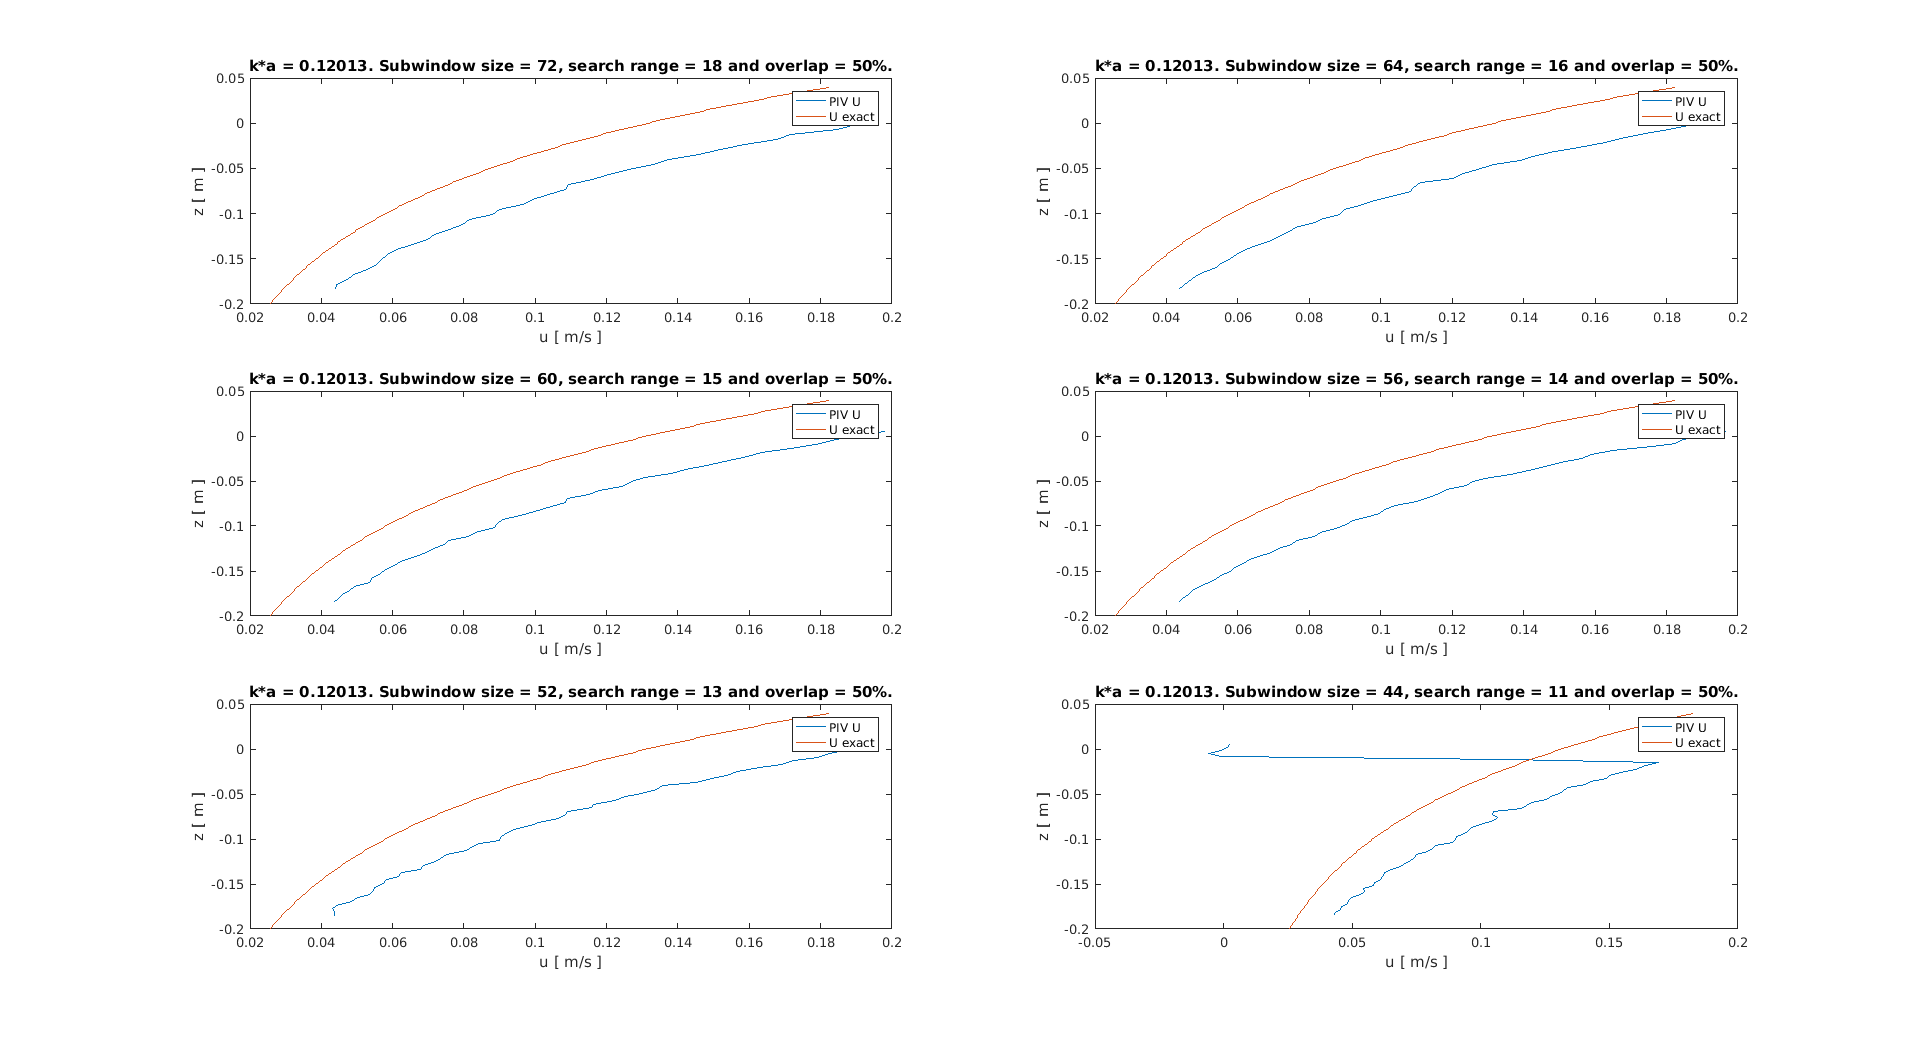 k*a = 0.12013. Subwindow size = 72, search range = 18 and overlap = 50%.
0.05
0
-0.05
-0.1
-0.15
-0.2
z [ m ]
PIV U
U exact
0.02 0.04 0.06 0.08 0.1 0.12 0.14 0.16 0.18 0.2
u [ m/s ]
k*a = 0.12013. Subwindow size = 64, search range = 16 and overlap = 50%.
0.05
0
-0.05
-0.1
-0.15
-0.2
z [ m ]
PIV U
U exact
0.02 0.04 0.06 0.08 0.1 0.12 0.14 0.16 0.18 0.2
u [ m/s ]
k*a = 0.12013. Subwindow size = 60, search range = 15 and overlap = 50%.
0.05
0
-0.05
-0.1
-0.15
-0.2
z [ m ]
PIV U
U exact
0.02 0.04 0.06 0.08 0.1 0.12 0.14 0.16 0.18 0.2
u [ m/s ]
k*a = 0.12013. Subwindow size = 56, search range = 14 and overlap = 50%.
0.05
0
-0.05
-0.1
-0.15
-0.2
z [ m ]
PIV U
U exact
0.02 0.04 0.06 0.08 0.1 0.12 0.14 0.16 0.18 0.2
u [ m/s ]
k*a = 0.12013. Subwindow size = 52, search range = 13 and overlap = 50%.
0.05
0
-0.05
-0.1
-0.15
-0.2
z [ m ]
PIV U
U exact
0.02 0.04 0.06 0.08 0.1 0.12 0.14 0.16 0.18 0.2
u [ m/s ]
k*a = 0.12013. Subwindow size = 44, search range = 11 and overlap = 50%.
0.05
0
-0.05
-0.1
-0.15
-0.2
z [ m ]
PIV U
U exact
-0.05 0 0.05 0.1 0.15 0.2
u [ m/s ]